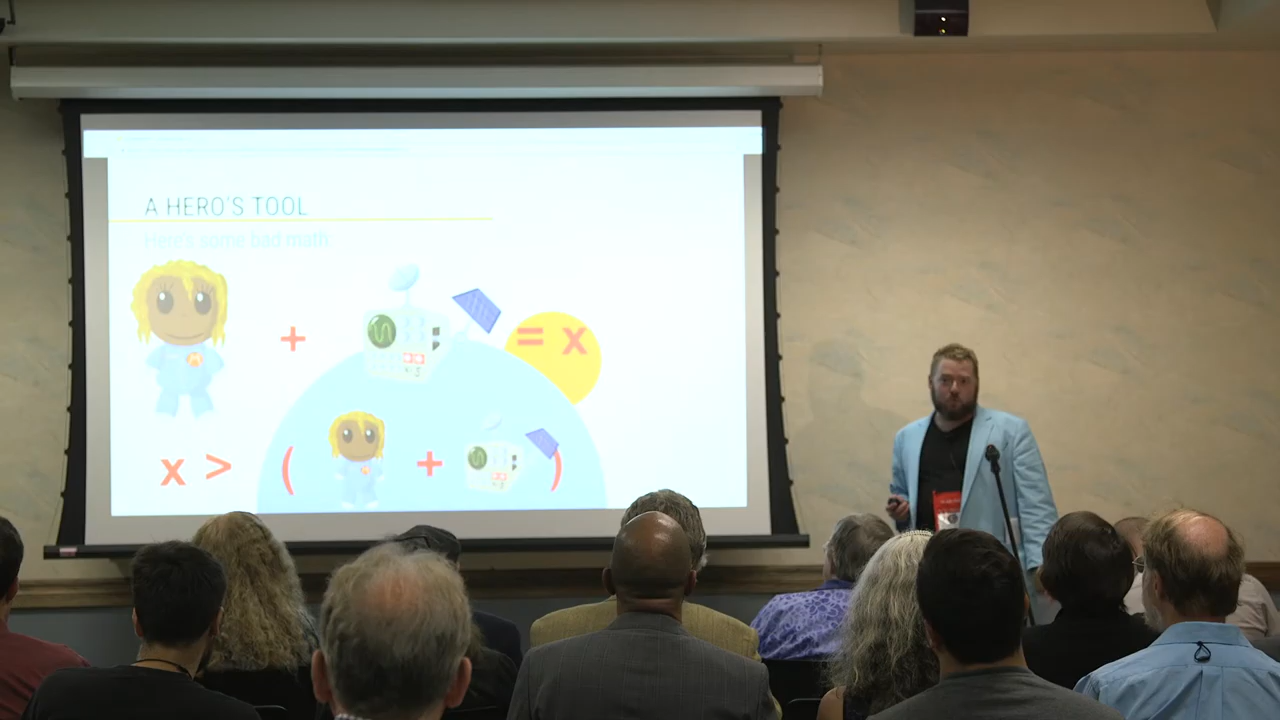 A HERO'S TOOL
Here's some bad math
+ = x
x > ( + )